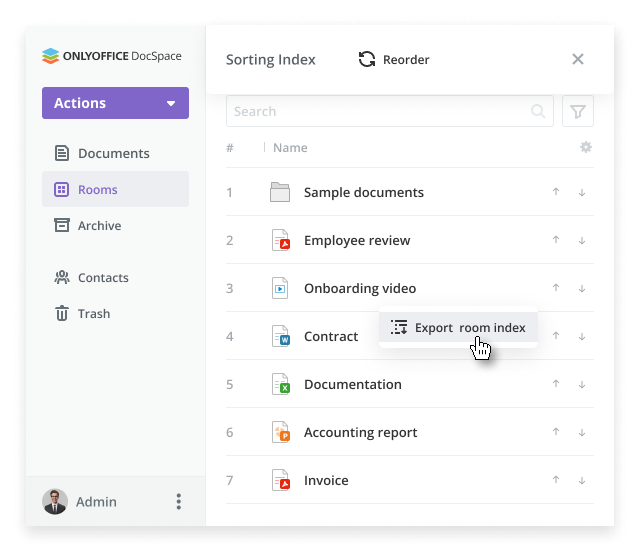 ONLYOFFICE DocSpace
Sorting Index
Reorder
Actions
Search
# Name
Documents
Rooms
Archive
Contacts
Trash
1 Sample documents
2 Employee review
3 Onboarding video
Export room index
4 Contract
5 Documentation
6 Accounting report
7 Invoice
W
X
P
Admin